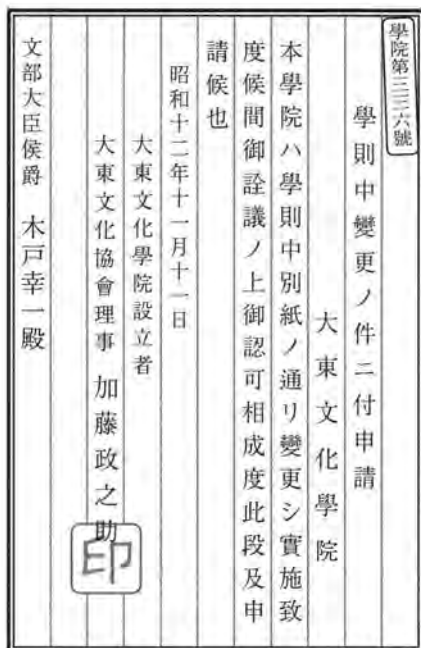 學院第三三六號
學則中變更ノ件ニ付申請
大東文化學院
本學院ハ學則中別紙ノ通リ變更シ實施致
度候間御詮議ノ上御認可相成度此段及申
請候也
昭和十二年十一月十一日
大東文化學院設立者
大東文化協會理事 加藤政之助
印
文部大臣侯爵 木戸幸一殿